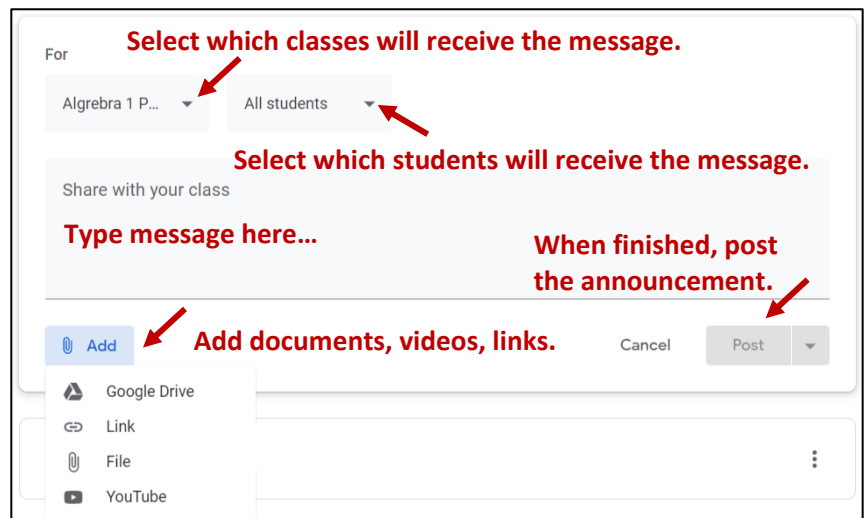 Select which classes will receive the message.
For
Algrebra 1 P...
All students
Select which students will receive the message.
Share with your class
Type message here...
When finished, post
the announcement.
Add
Add documents, videos, links.
Cancel
Post
Google Drive
Link
File
YouTube